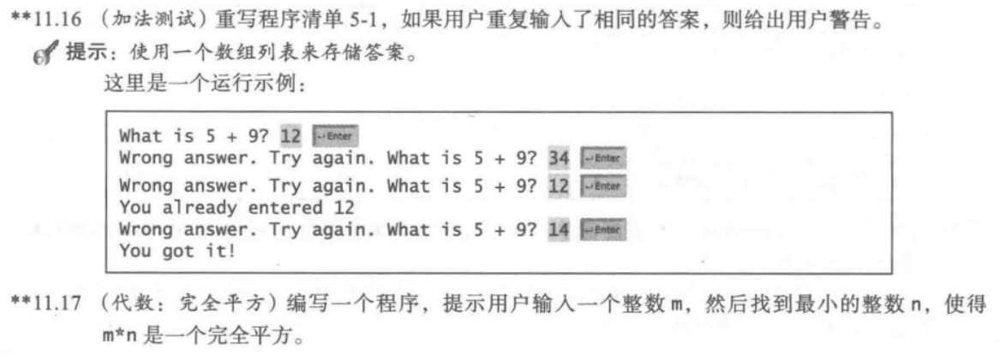 **11.16 （加法测试）重写程序清单 5-1，如果用户重复输入了相同的答案，则给出用户警告。
提示：使用一个数组列表来存储答案。
这里是一个运行示例：
What is 5 + 9? 12 ↵Enter
Wrong answer. Try again. What is 5 + 9? 34 ↵Enter
Wrong answer. Try again. What is 5 + 9? 12 ↵Enter
You already entered 12
Wrong answer. Try again. What is 5 + 9? 14 ↵Enter
You got it!
**11.17 （代数：完全平方）编写一个程序，提示用户输入一个整数 m，然后找到最小的整数 n，使得
m*n 是一个完全平方。